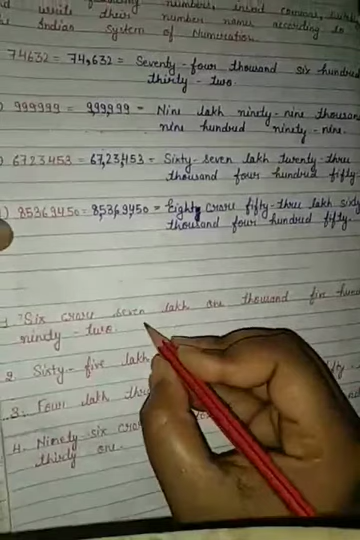 numbers, insert commas,
write their number name according to
Indian system of Numeration.
74632 = 74,632 = Seventy-four thousand six hundred
thirty-two.
999999 = 9,99,999 = Nine lakh ninety-nine thousand
nine hundred ninety-nine.
6723453 = 67,23,453 = Sixty-seven lakh twenty-three
thousand four hundred fifty-
85369450 = 8,53,69,450 = Eighty crore fifty-three lakh sixty
thousand four hundred fifty.
1 Six crore seven lakh one thousand five
ninety-two.
2 Sixty-five lakh
3. Four lakh
4. Ninety six
thirty one.